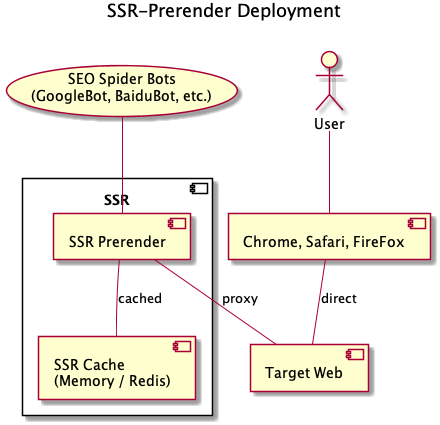 SSR-Prerender Deployment
SEO Spider Bots
(GoogleBot, BaiduBot, etc.)
User
SSR
SSR Prerender
Chrome, Safari, FireFox
cached
proxy
direct
SSR Cache
(Memory / Redis)
Target Web